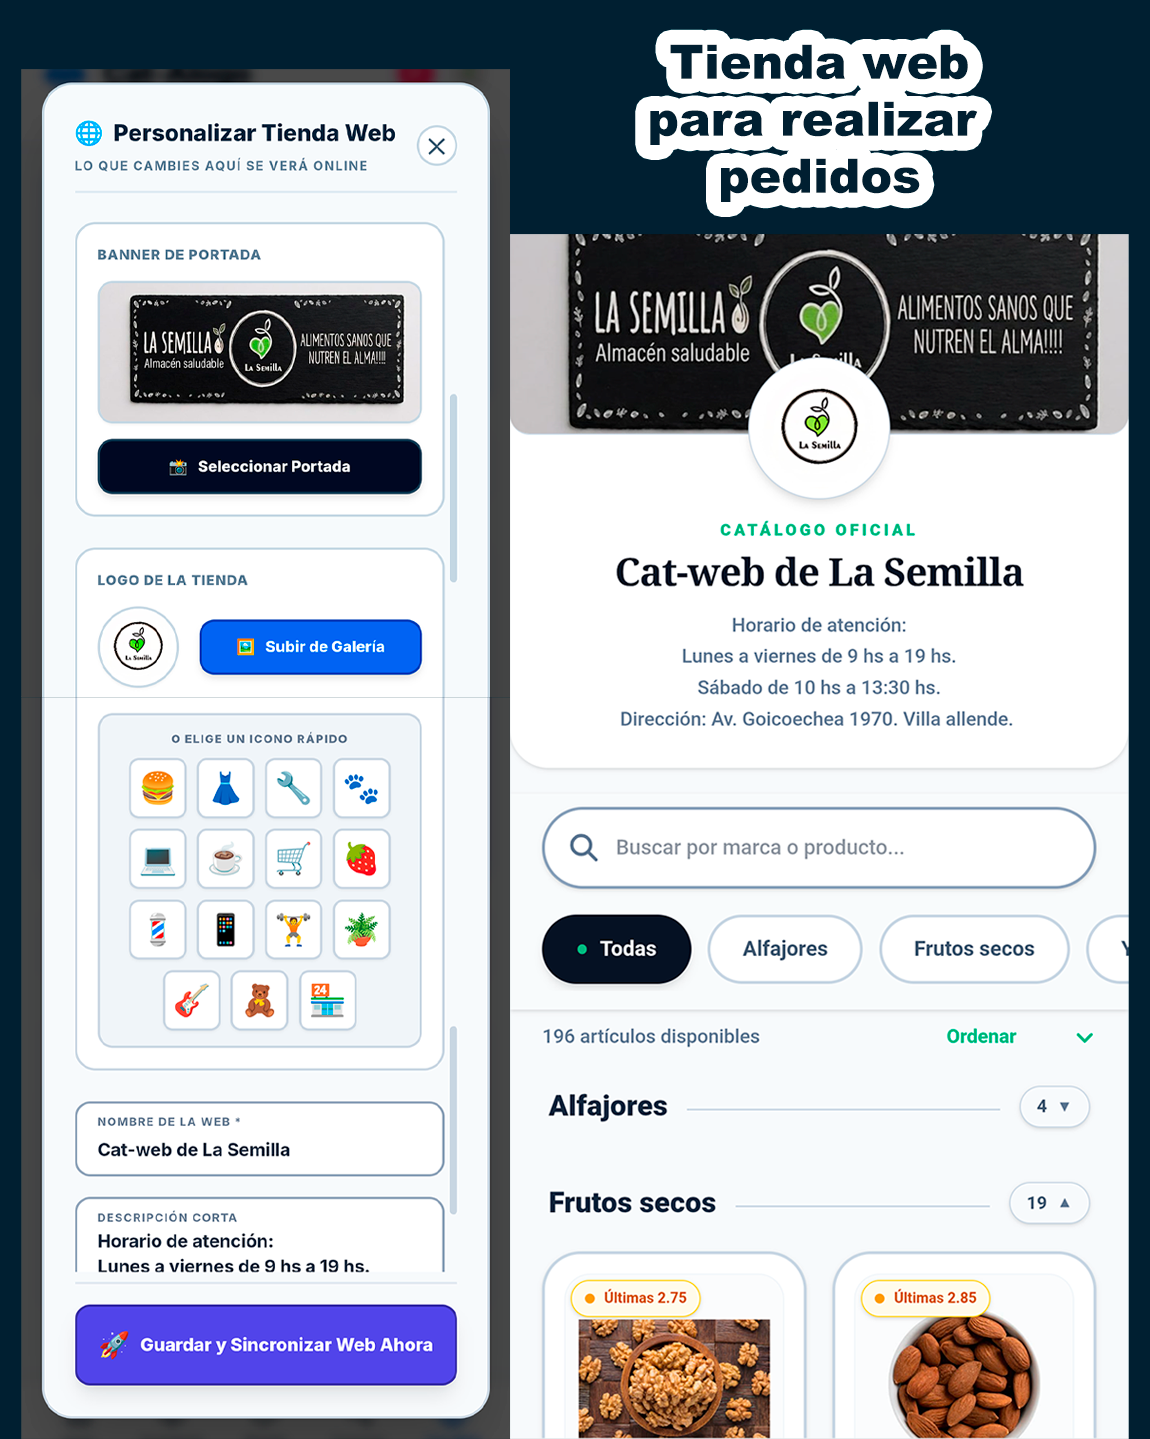 Tienda web
para realizar
pedidos
Personalizar Tienda Web
LO QUE CAMBIES AQUÍ SE VERÁ ONLINE
BANNER DE PORTADA
LA SEMILLA
Almacén saludable
La Semilla
ALIMENTOS SANOS QUE
NUTREN EL ALMA!!!!
Seleccionar Portada
LOGO DE LA TIENDA
La Semilla
Subir de Galería
O ELIGE UN ICONO RÁPIDO
24
NOMBRE DE LA WEB *
Cat-web de La Semilla
DESCRIPCIÓN CORTA
Horario de atención:
Lunes a viernes de 9 hs a 19 hs.
Guardar y Sincronizar Web Ahora
LA SEMILLA
Almacén saludable
La Semilla
ALIMENTOS SANOS QUE
NUTREN EL ALMA!!!!
La Semilla
CATÁLOGO OFICIAL
Cat-web de La Semilla
Horario de atención:
Lunes a viernes de 9 hs a 19 hs.
Sábado de 10 hs a 13:30 hs.
Dirección: Av. Goicoechea 1970. Villa allende.
Buscar por marca o producto...
Todas
Alfajores
Frutos secos
Y
196 artículos disponibles
Ordenar
Alfajores
4 ▼
Frutos secos
19 ▲
Últimas 2.75
Últimas 2.85